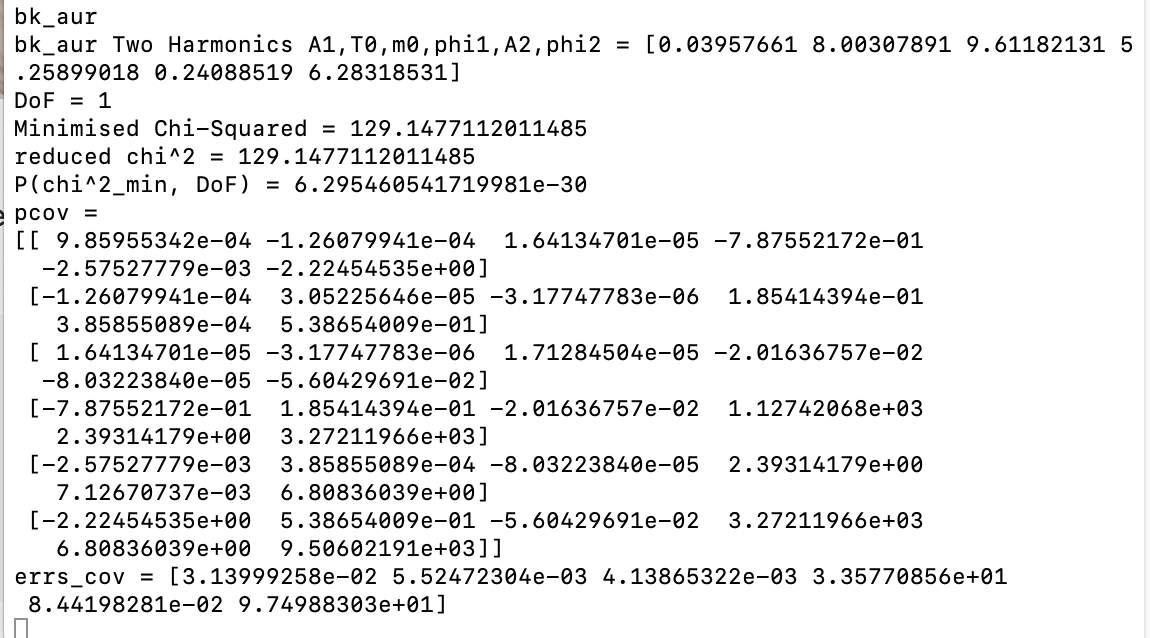 bk_aur
bk_aur Two Harmonics A1,T0,m0,phi1,A2,phi2 = [0.03957661 8.00307891 9.61182131 5
.25899018 0.24088519 6.28318531]
DoF = 1
Minimised Chi-Squared = 129.1477112011485
reduced chi^2 = 129.1477112011485
P(chi^2_min, DoF) = 6.295460541719981e-30
pcov =
[[ 9.85955342e-04 -1.26079941e-04  1.64134701e-05 -7.87552172e-01
  -2.57527779e-03 -2.22454535e+00]
 [-1.26079941e-04  3.05225646e-05 -3.17747783e-06  1.85414394e-01
   3.85855089e-04  5.38654009e-01]
 [ 1.64134701e-05 -3.17747783e-06  1.71284504e-05 -2.01636757e-02
  -8.03223840e-05 -5.60429691e-02]
 [-7.87552172e-01  1.85414394e-01 -2.01636757e-02  1.12742068e+03
   2.39314179e+00  3.27211966e+03]
 [-2.57527779e-03  3.85855089e-04 -8.03223840e-05  2.39314179e+00
   7.12670737e-03  6.80836039e+00]
 [-2.22454535e+00  5.38654009e-01 -5.60429691e-02  3.27211966e+03
   6.80836039e+00  9.50602191e+03]]
errs_cov = [3.13999258e-02 5.52472304e-03 4.13865322e-03 3.35770856e+01
 8.44198281e-02 9.74988303e+01]